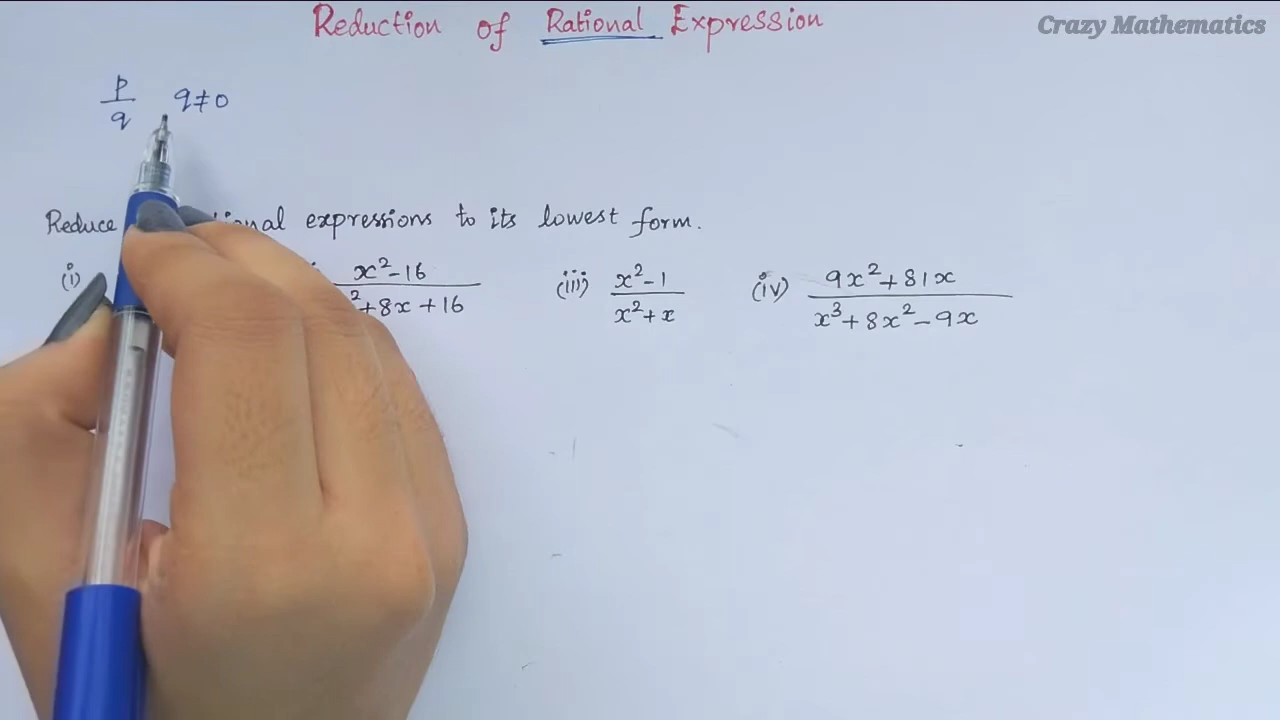 Reduction of Rational Expression
Crazy Mathematics
p/q q≠0
Reduce expressions to its lowest form.
(i) x²-16 / ²+8x+16 (iii) x²-1 / x²+x (iv) 9x²+81x / x³+8x²-9x